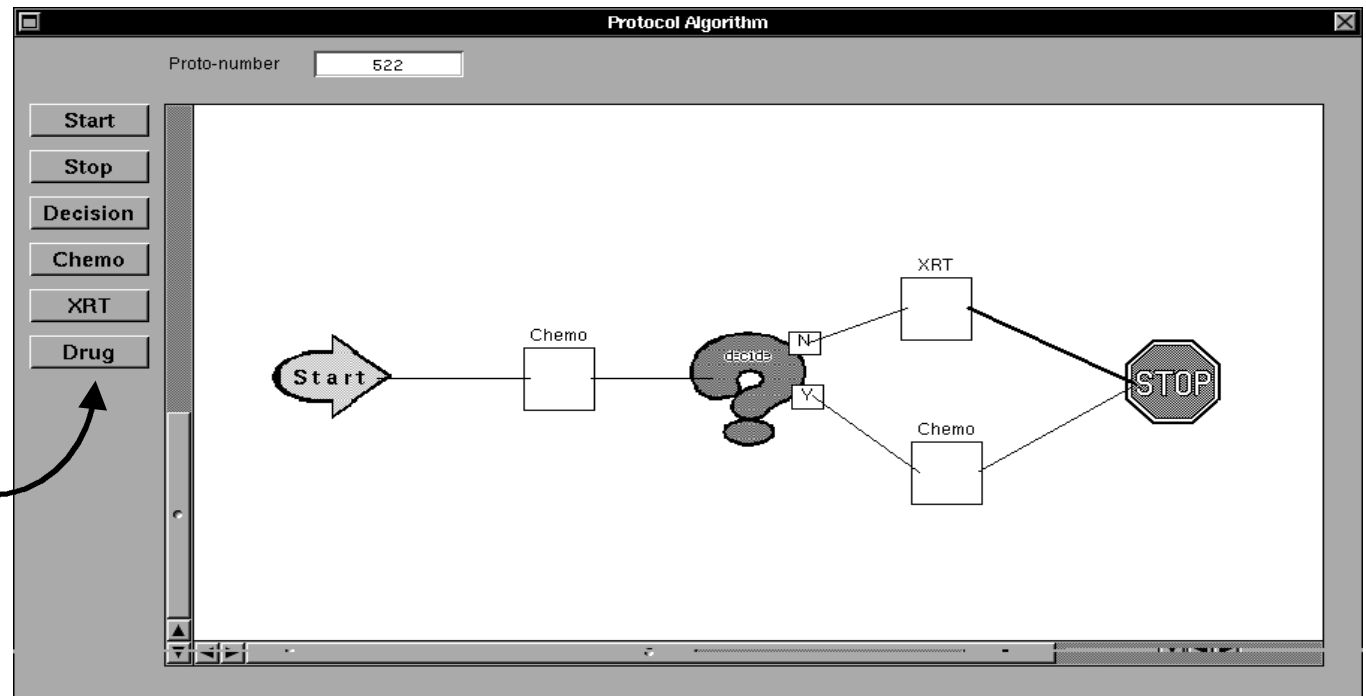 Protocol Algorithm
Proto-number 522
Start
Stop
Decision
Chemo
XRT
Drug
XRT
Chemo
decide
N
Start
STOP
Y
Chemo